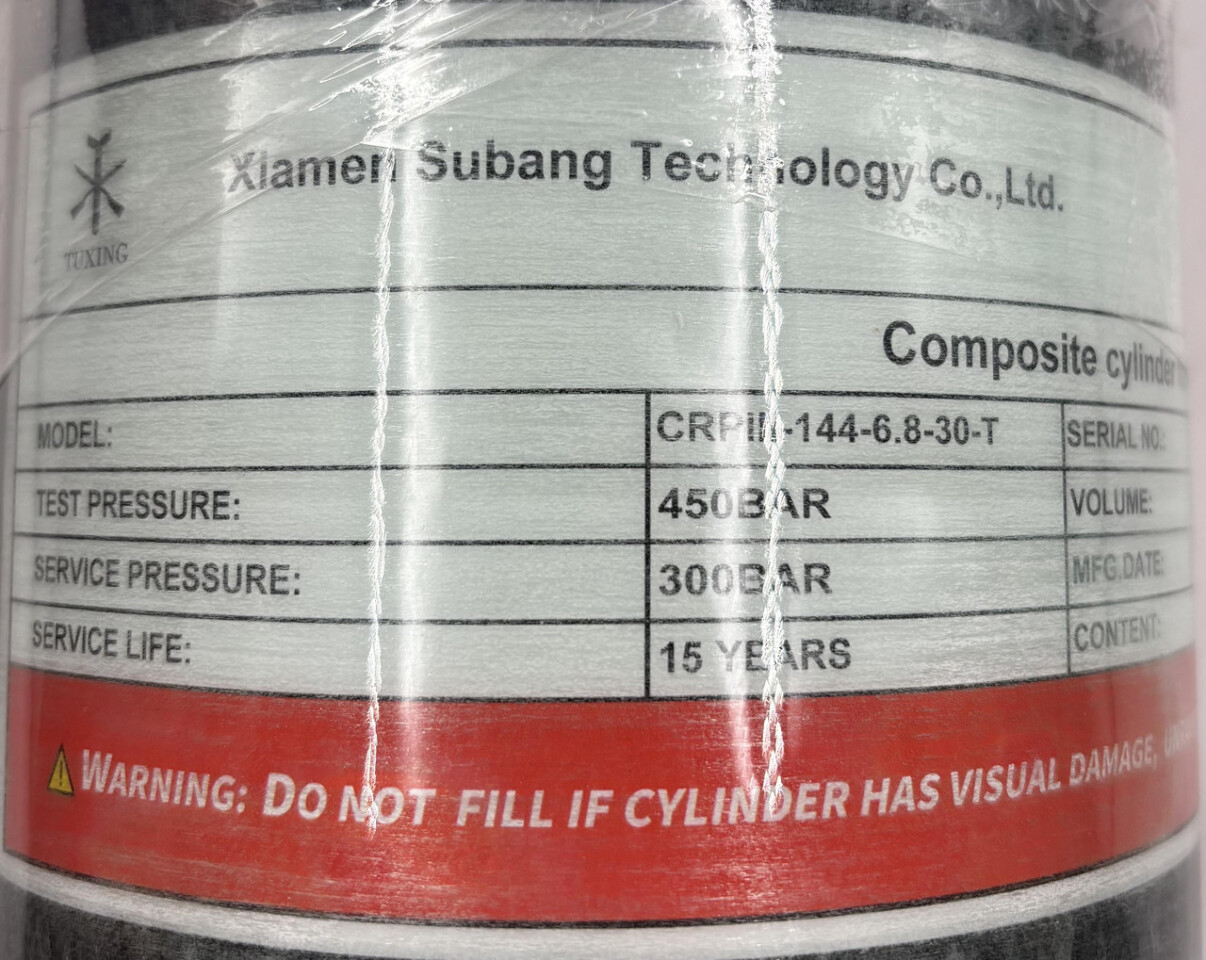 Xiamen Subang Technology Co.,Ltd.
TUXING
Composite cylinder
MODEL: CRPIII-144-6.8-30-T SERIAL NO.:
TEST PRESSURE: 450BAR VOLUME:
SERVICE PRESSURE: 300BAR MFG.DATE:
SERVICE LIFE: 15 YEARS CONTENT:
WARNING: DO NOT FILL IF CYLINDER HAS VISUAL DAMAGE,